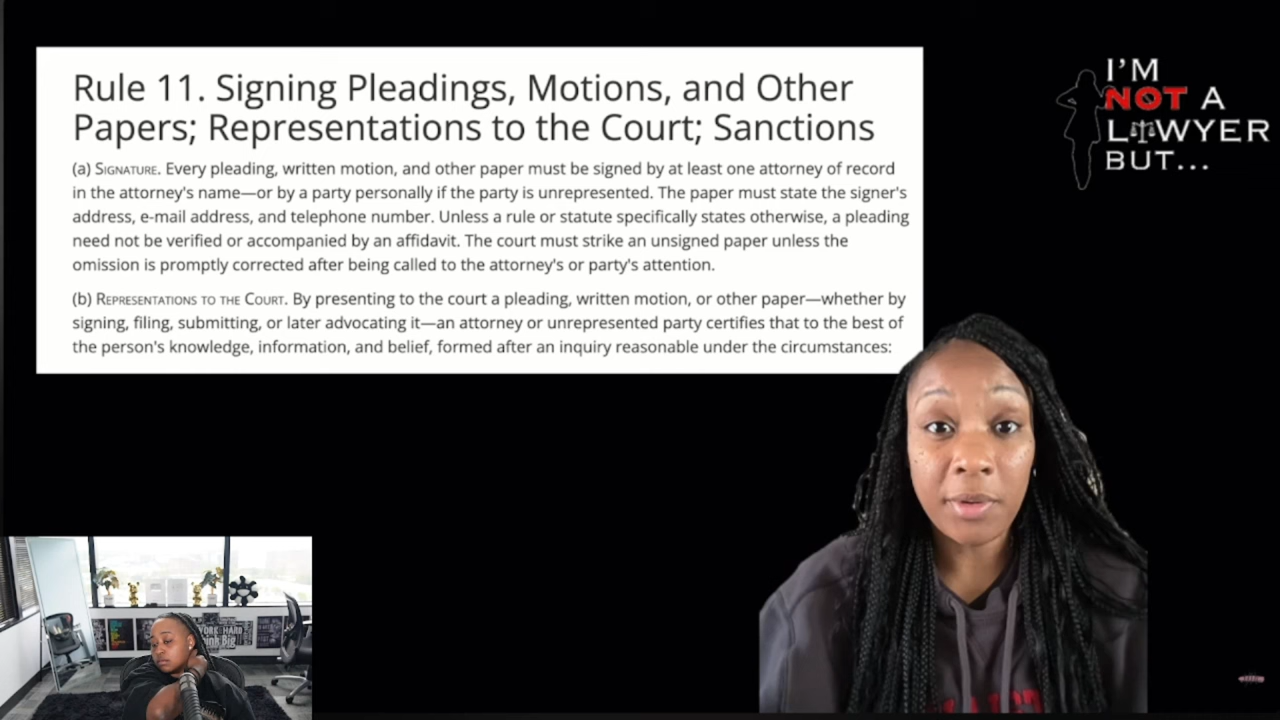 Rule 11. Signing Pleadings, Motions, and Other
Papers; Representations to the Court; Sanctions
(a) SIGNATURE. Every pleading, written motion, and other paper must be signed by at least one attorney of record
in the attorney's name—or by a party personally if the party is unrepresented. The paper must state the signer's
address, e-mail address, and telephone number. Unless a rule or statute specifically states otherwise, a pleading
need not be verified or accompanied by an affidavit. The court must strike an unsigned paper unless the
omission is promptly corrected after being called to the attorney's or party's attention.
(b) REPRESENTATIONS TO THE COURT. By presenting to the court a pleading, written motion, or other paper—whether by
signing, filing, submitting, or later advocating it—an attorney or unrepresented party certifies that to the best of
the person's knowledge, information, and belief, formed after an inquiry reasonable under the circumstances:
I'M
NOT A
LAWYER
BUT...
WORK HARD
Think Big